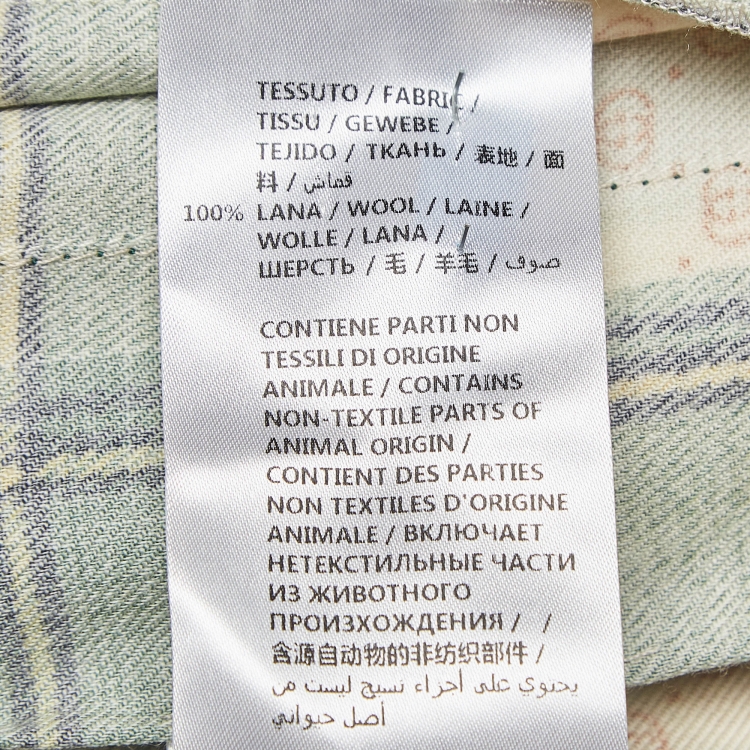 TESSUTO / FABRIC /
TISSU / GEWEBE /
TEJIDO / ТКАНЬ / 表地 / 面
料 / قماش
100% LANA / WOOL / LAINE /
WOLLE / LANA / /
ШЕРСТЬ / 毛 / 羊毛 / صوف
CONTIENE PARTI NON
TESSILI DI ORIGINE
ANIMALE / CONTAINS
NON-TEXTILE PARTS OF
ANIMAL ORIGIN /
CONTIENT DES PARTIES
NON TEXTILES D'ORIGINE
ANIMALE / ВКЛЮЧАЕТ
НЕТЕКСТИЛЬНЫЕ ЧАСТИ
ИЗ ЖИВОТНОГО
ПРОИЗХОЖДЕНИЯ / /
含源自动物的非纺织部件 /
يحتوي على أجزاء نسيج ليست من
أصل حيواني